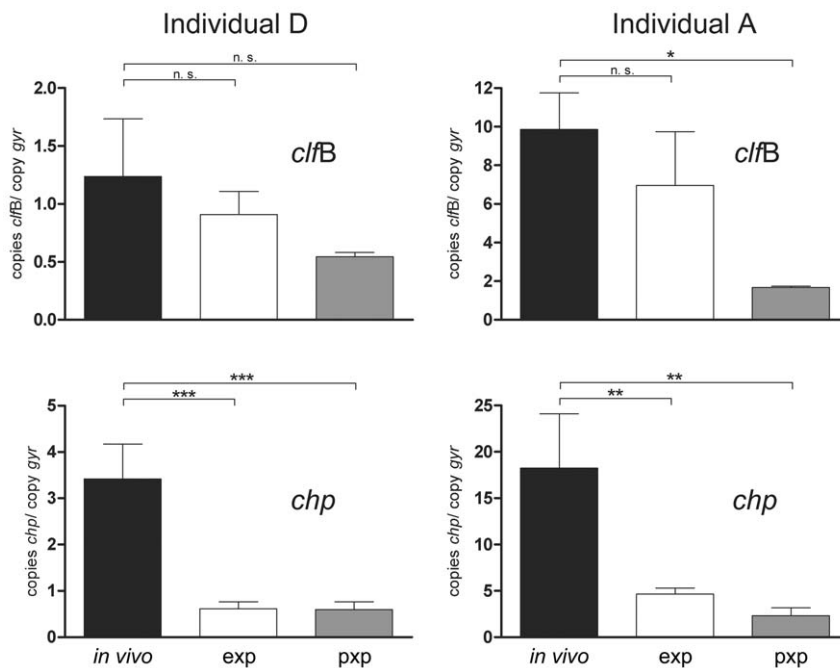 Individual D
Individual A
n. s.
n. s.
2.0
1.5
1.0
0.5
0.0
copies clfB/ copy gyr
clfB
*
n. s.
12
10
8
6
4
2
0
copies clfB/ copy gyr
clfB
***
***
5
4
3
2
1
0
copies chp/ copy gyr
chp
in vivo exp pxp
**
**
25
20
15
10
5
0
copies chp/ copy gyr
chp
in vivo exp pxp